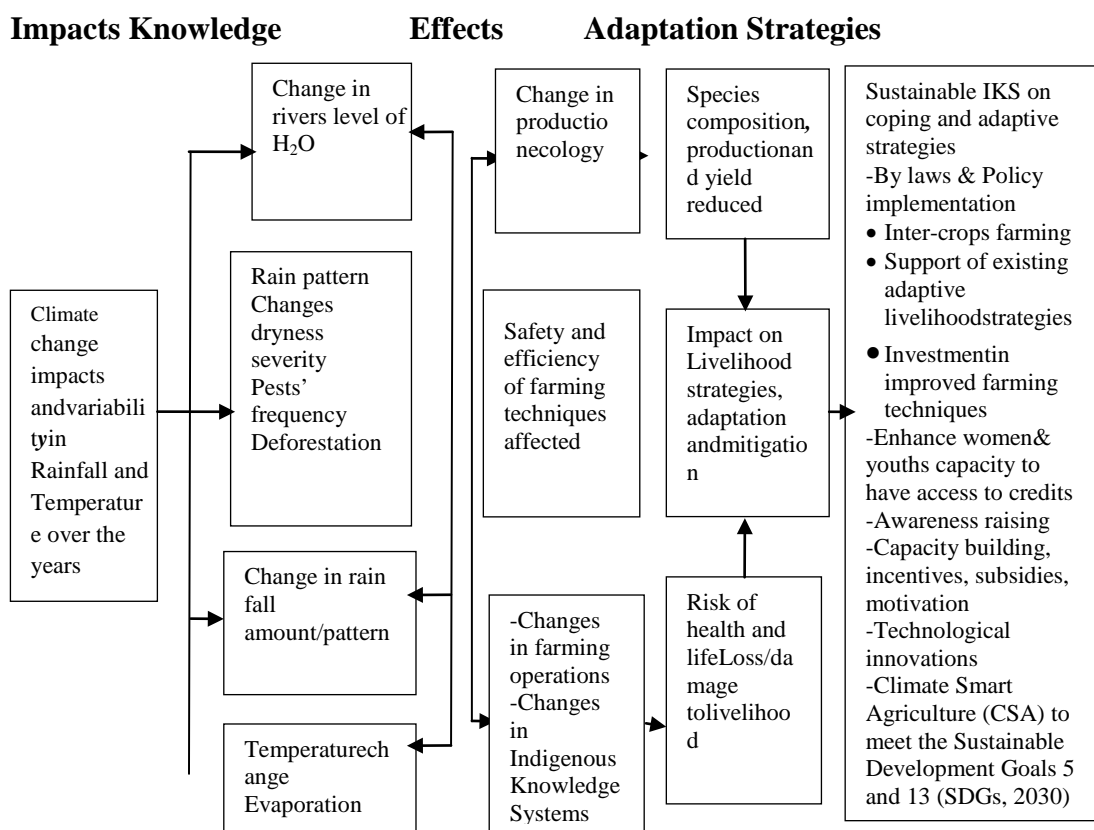 Impacts Knowledge Effects Adaptation Strategies
Climate
change
impacts
andvariabili
tyin
Rainfall and
Temperatur
e over the
years
Change in
rivers level of
H₂O
Rain pattern
Changes
dryness
severity
Pests'
frequency
Deforestation
Change in rain
fall
amount/pattern
Temperaturech
ange
Evaporation
Change in
productio
necology
Safety and
efficiency
of farming
techniques
affected
-Changes
in farming
operations
-Changes
in
Indigenous
Knowledge
Systems
Species
composition,
productionan
d yield
reduced
Impact on
Livelihood
strategies,
adaptation
andmitigatio
n
Risk of
health and
lifeLoss/da
mage
tolivelihoo
d
Sustainable IKS on
coping and adaptive
strategies
-By laws & Policy
implementation
• Inter-crops farming
• Support of existing
adaptive
livelihoodstrategies
• Investmentin
improved farming
techniques
-Enhance women&
youths capacity to
have access to credits
-Awareness raising
-Capacity building,
incentives, subsidies,
motivation
-Technological
innovations
-Climate Smart
Agriculture (CSA) to
meet the Sustainable
Development Goals 5
and 13 (SDGs, 2030)